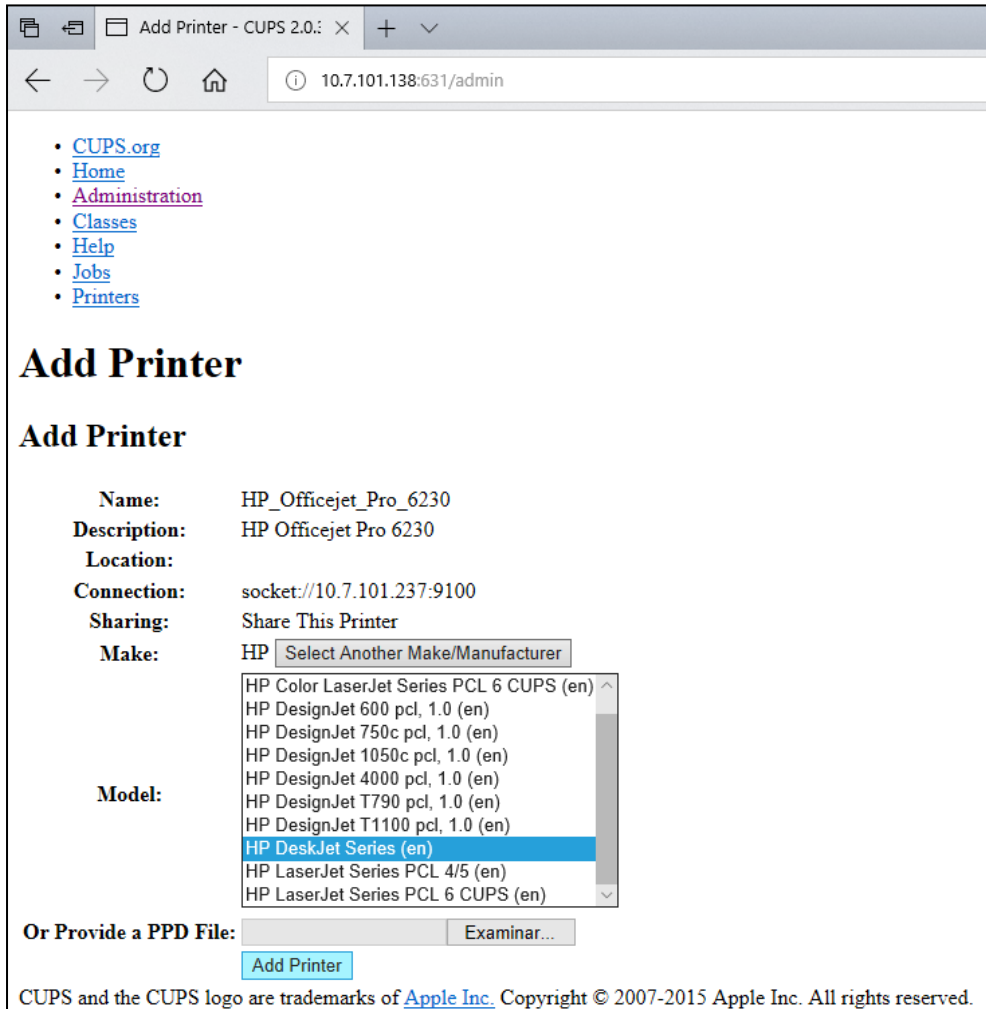 Add Printer - CUPS 2.0.:
10.7.101.138:631/admin
• CUPS.org
• Home
• Administration
• Classes
• Help
• Jobs
• Printers
Add Printer
Add Printer
Name: HP_Officejet_Pro_6230
Description: HP Officejet Pro 6230
Location:
Connection: socket://10.7.101.237:9100
Sharing: Share This Printer
Make: HP Select Another Make/Manufacturer
HP Color LaserJet Series PCL 6 CUPS (en)
HP DesignJet 600 pcl, 1.0 (en)
HP DesignJet 750c pcl, 1.0 (en)
HP DesignJet 1050c pcl, 1.0 (en)
HP DesignJet 4000 pcl, 1.0 (en)
Model: HP DesignJet T790 pcl, 1.0 (en)
HP DesignJet T1100 pcl, 1.0 (en)
HP DeskJet Series (en)
HP LaserJet Series PCL 4/5 (en)
HP LaserJet Series PCL 6 CUPS (en)
Or Provide a PPD File: Examinar...
Add Printer
CUPS and the CUPS logo are trademarks of Apple Inc. Copyright © 2007-2015 Apple Inc. All rights reserved.